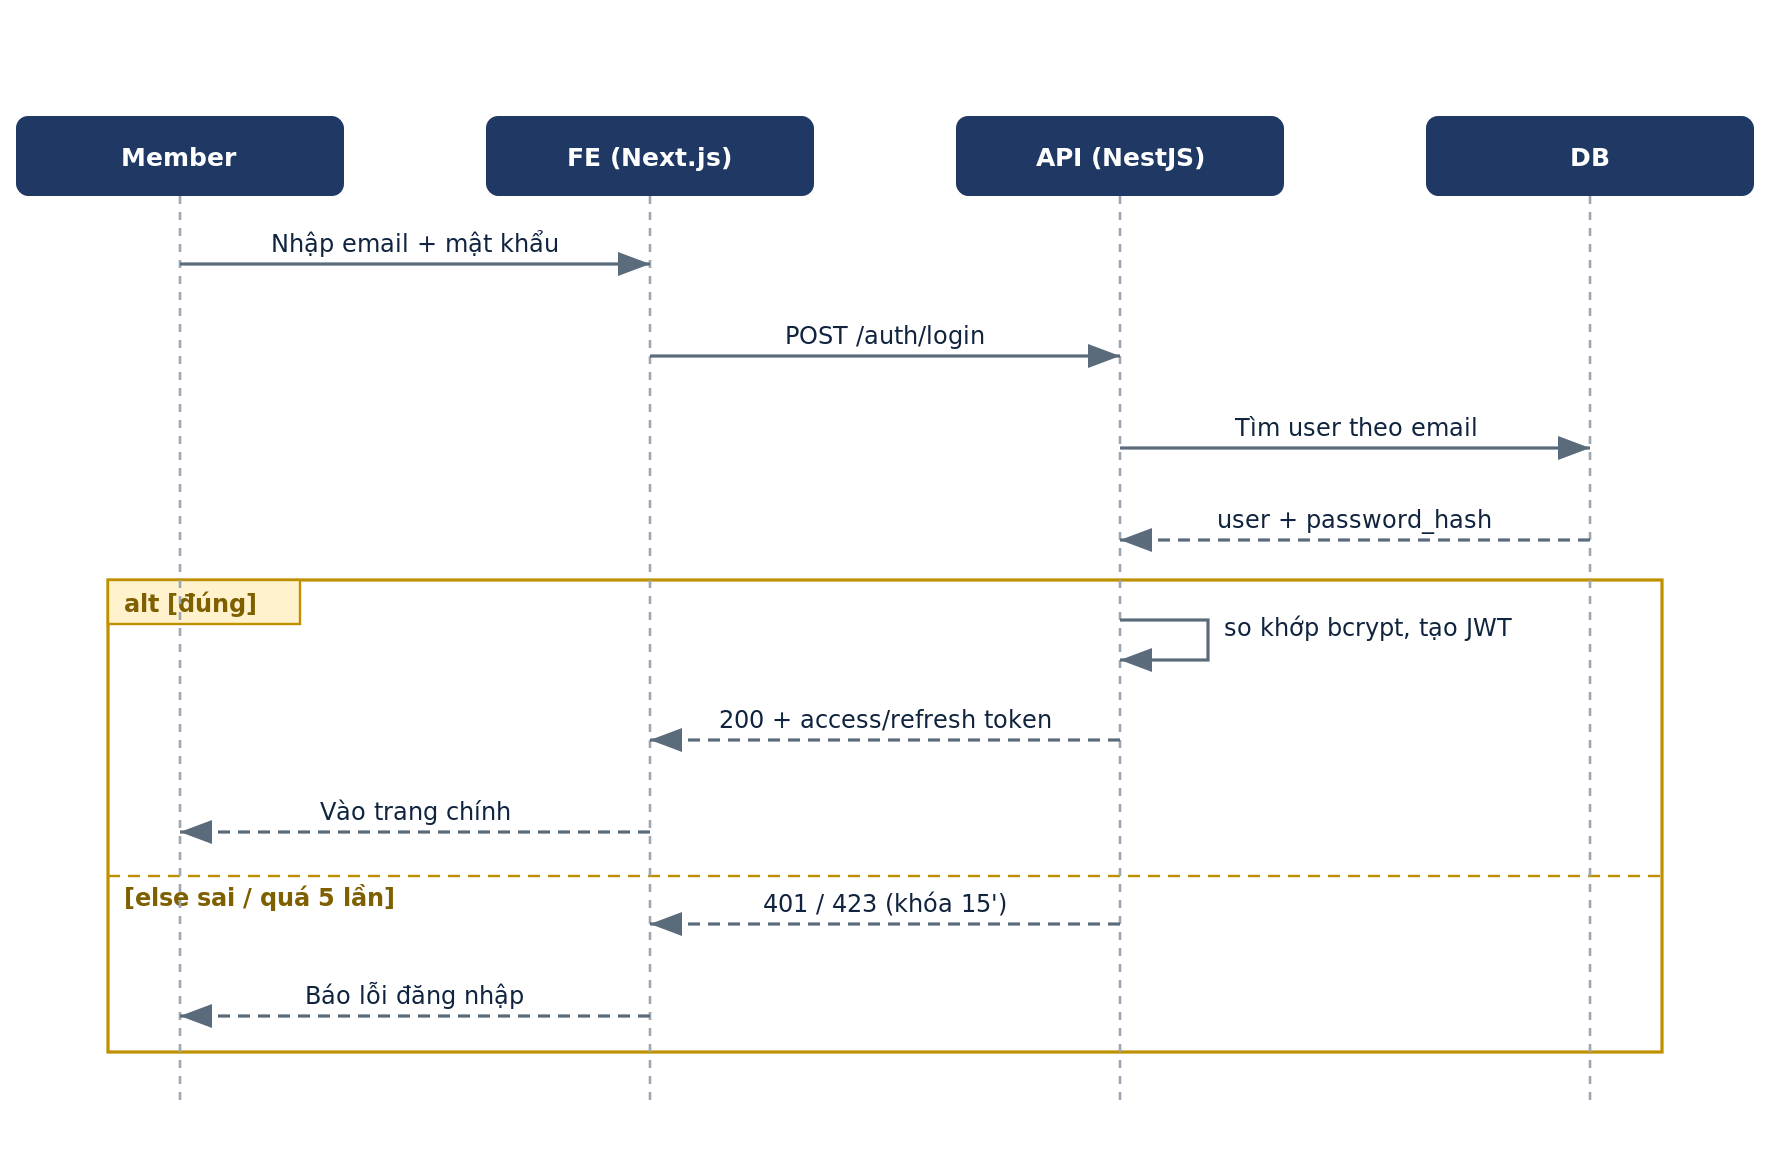 Member
FE (Next.js)
API (NestJS)
DB
Nhập email + mật khẩu
POST /auth/login
Tìm user theo email
user + password_hash
alt [đúng]
so khớp bcrypt, tạo JWT
200 + access/refresh token
Vào trang chính
[else sai / quá 5 lần]
401 / 423 (khóa 15')
Báo lỗi đăng nhập